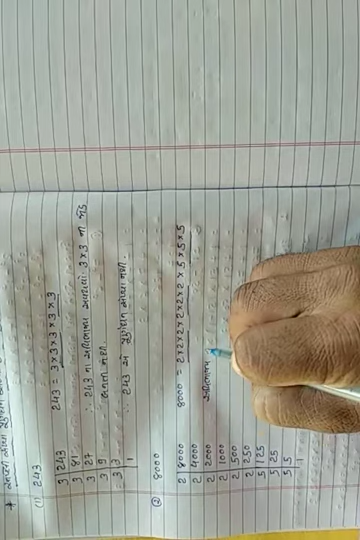 (1) 243
3 | 243
3 | 81
3 | 27
3 | 9
3 | 3
1
243 = 3 × 3 × 3 × 3 × 3
∴ 243 ના અવિભાજ્ય અવયવો 3 × 3 ની જોડ
બનતી નથી.
∴ 243 એ પૂર્ણઘન સંખ્યા નથી.
② 8000
2 | 8000
2 | 4000
2 | 2000
2 | 1000
2 | 500
2 | 250
5 | 125
5 | 25
5 | 5
1
8000 = 2×2×2×2×2×2 × 5 × 5 × 5
અવિભાજ્ય